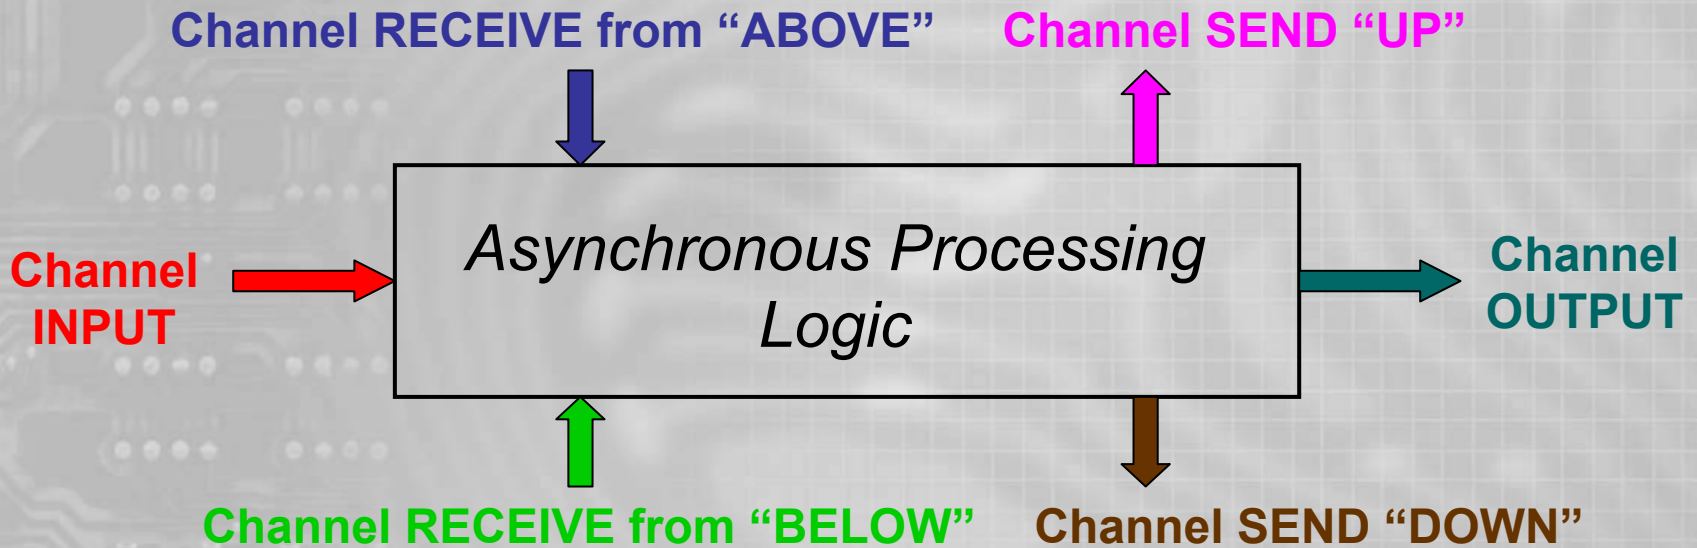 Channel RECEIVE from “ABOVE”
Channel SEND “UP”
Channel
INPUT
Asynchronous Processing
Logic
Channel
OUTPUT
Channel RECEIVE from “BELOW”
Channel SEND “DOWN”